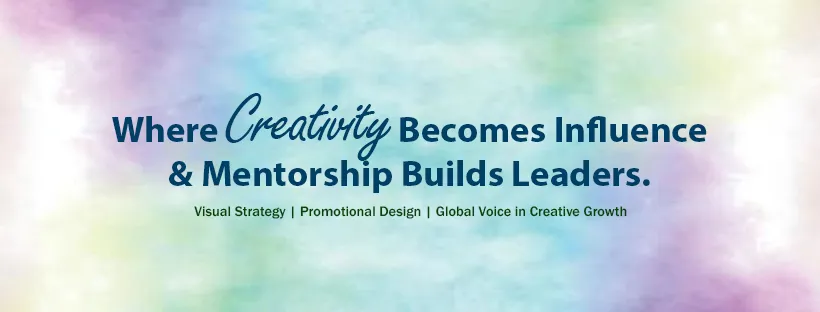 Where Creativity Becomes Influence
& Mentorship Builds Leaders.
Visual Strategy | Promotional Design | Global Voice in Creative Growth